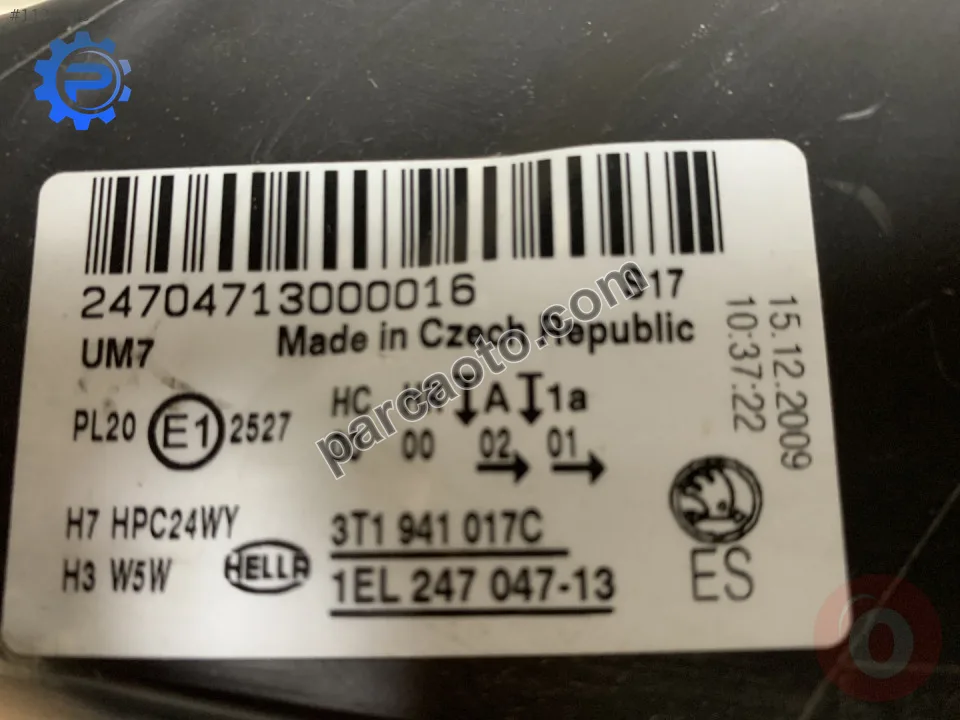 24704713000016
S17
UM7
Made in Czech Republic
15.12.2009
10:37:22
HC
A
1a
PL20 E1 2527
00
02
01
H7 HPC24WY
3T1 941 017C
H3 W5W
HELLA
1EL 247 047-13
ES
parcaoto.com